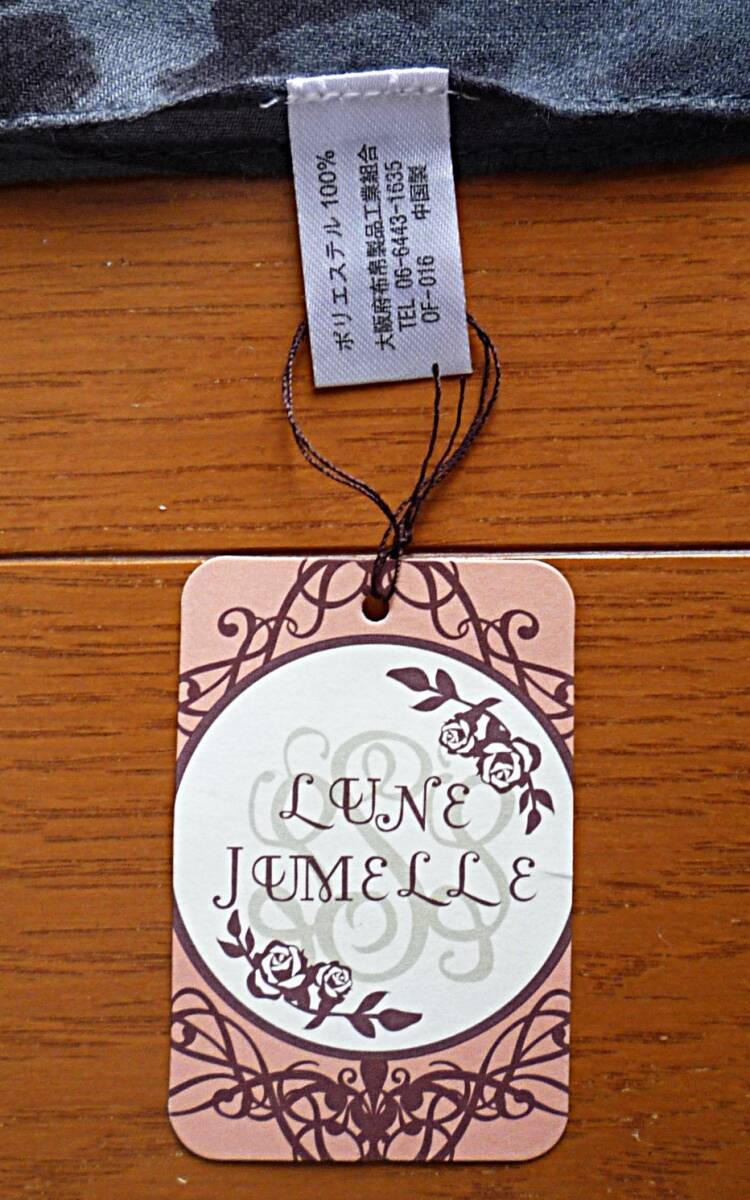 ポリエステル 100%
大阪府布帛製品工業組合
TEL 06-6443-1635
OF-016 中国製
LUNE
JUMELLE